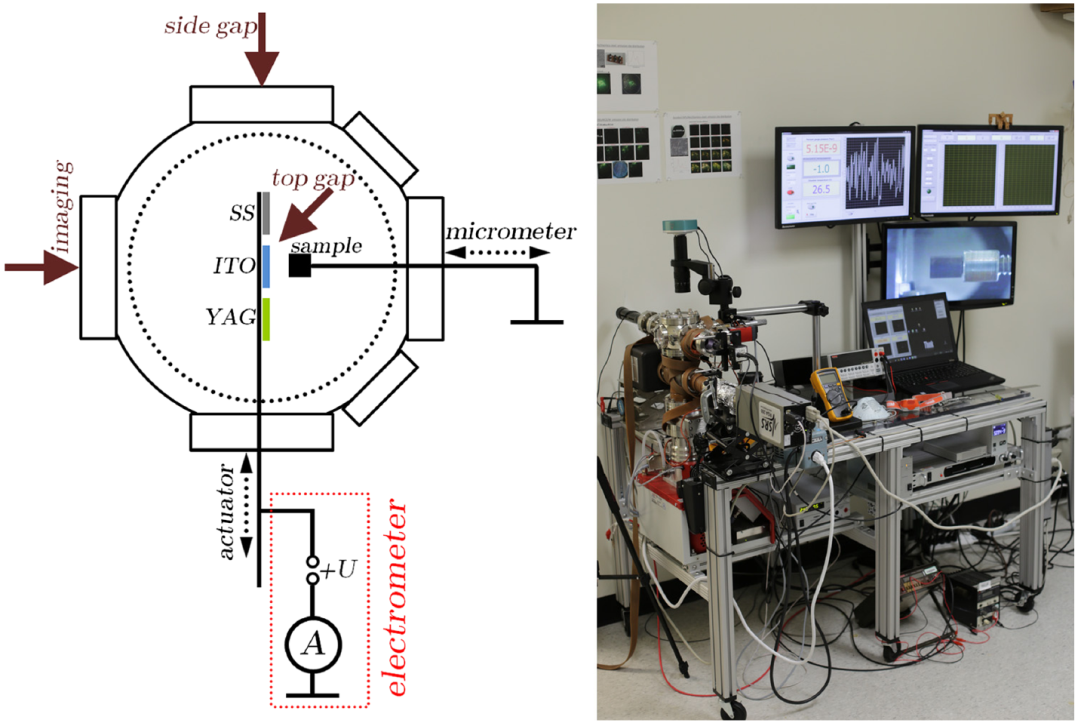 side gap
imaging
top gap
SS
sample
micrometer
ITO
YAG
actuator
+U
A
electrometer
5.15E-9
-1.0
26.5
SRS